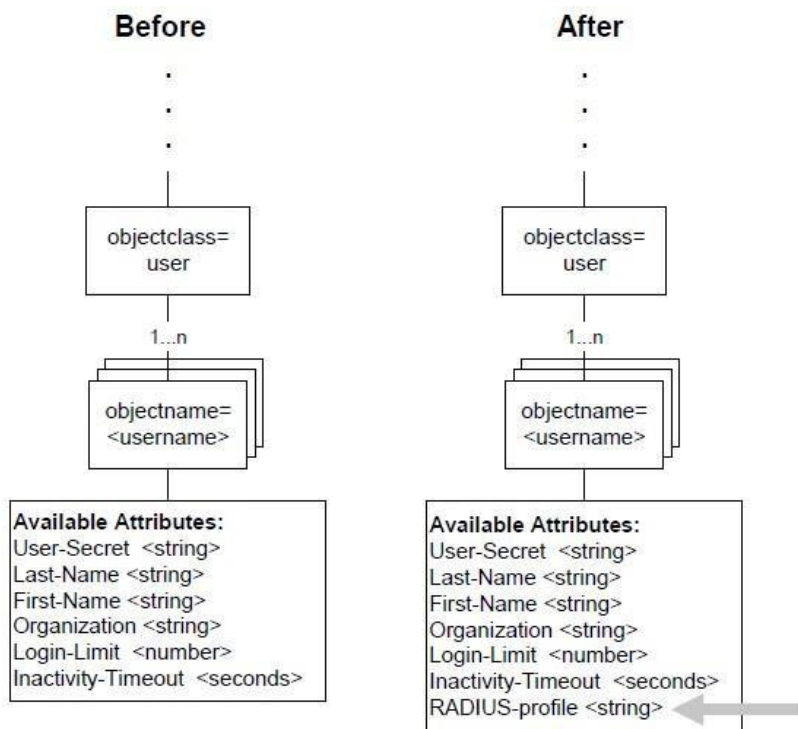 Before
.
.
.
objectclass=
user
1...n
objectname=
<username>
Available Attributes:
User-Secret <string>
Last-Name <string>
First-Name <string>
Organization <string>
Login-Limit <number>
Inactivity-Timeout <seconds>
After
.
.
.
objectclass=
user
1...n
objectname=
<username>
Available Attributes:
User-Secret <string>
Last-Name <string>
First-Name <string>
Organization <string>
Login-Limit <number>
Inactivity-Timeout <seconds>
RADIUS-profile <string>